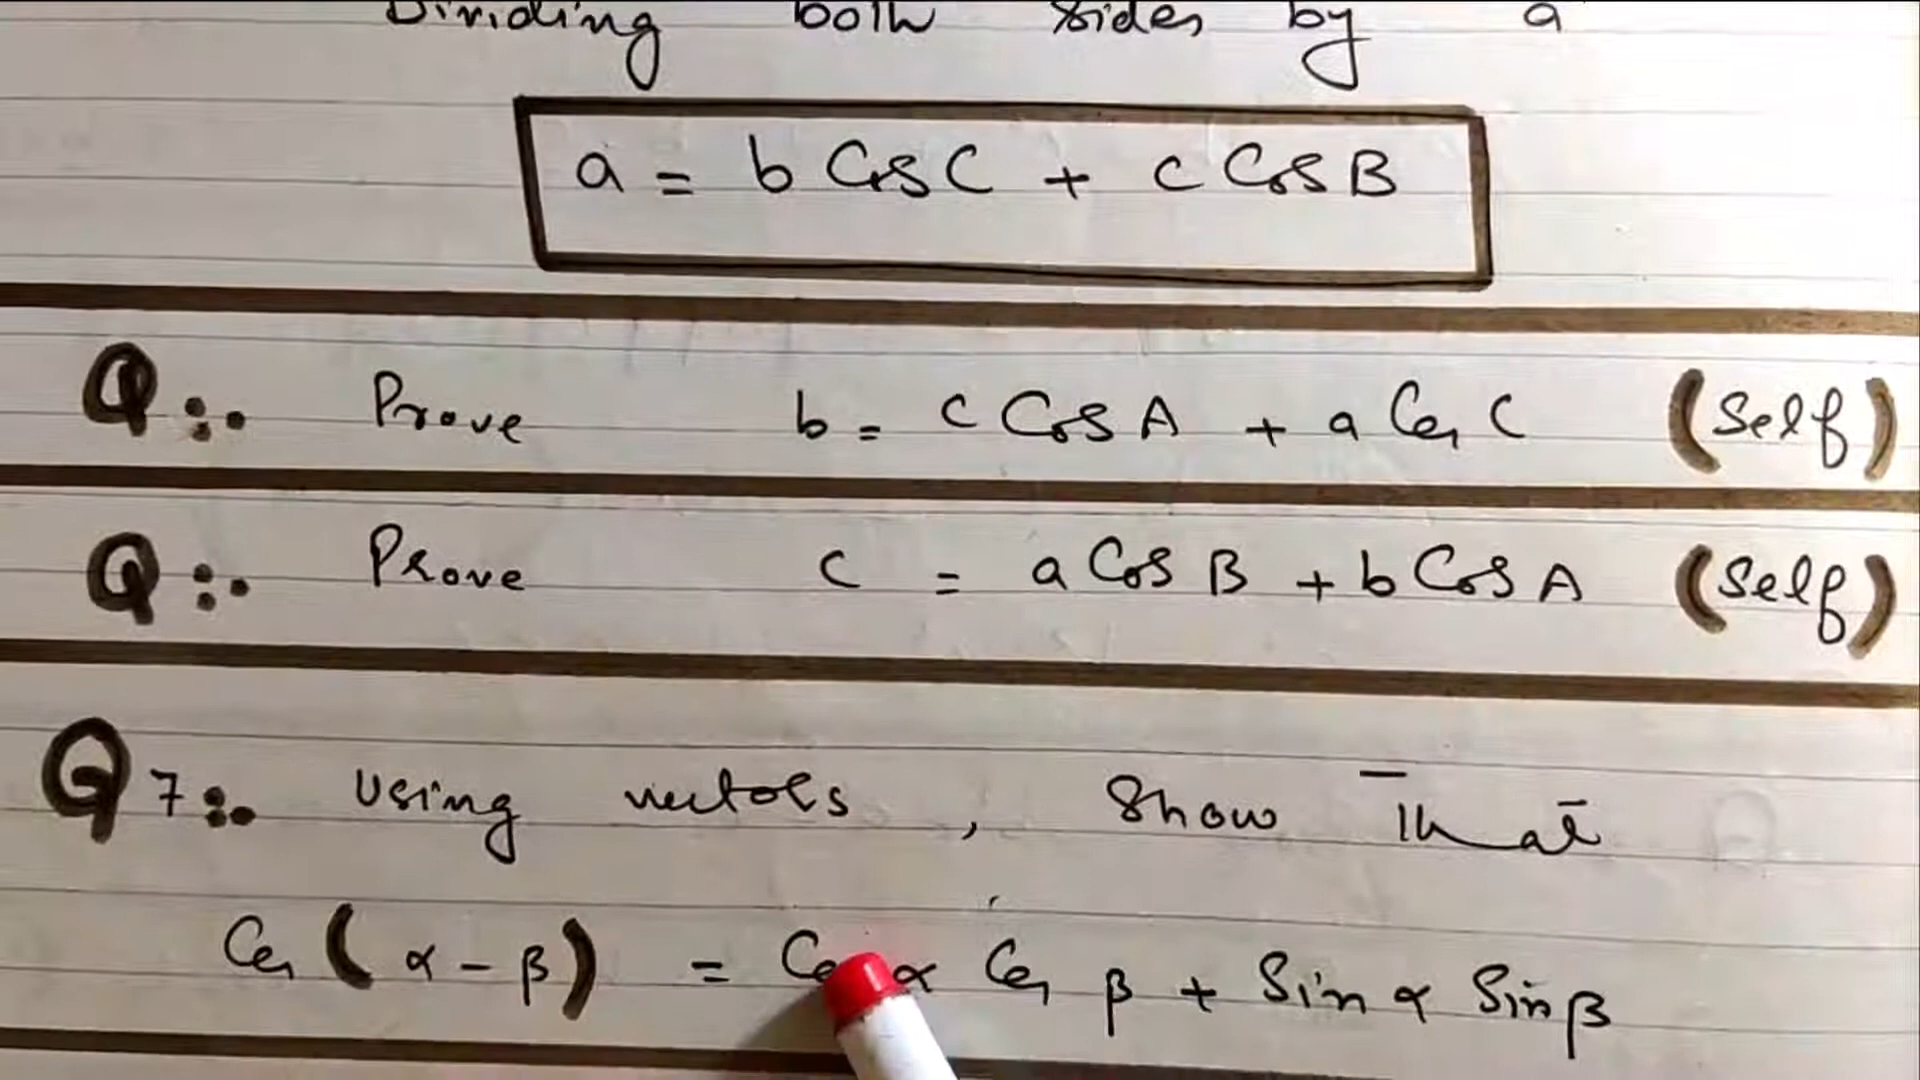 Dividing both sides by a
a = b Cos C + c Cos B
Q :. Prove b = c Cos A + a Cos C (Self)
Q :. Prove c = a Cos B + b Cos A (Self)
Q 7 :. Using vectors , Show that
Cos (α - β) = Cos α Cos β + Sin α Sin β